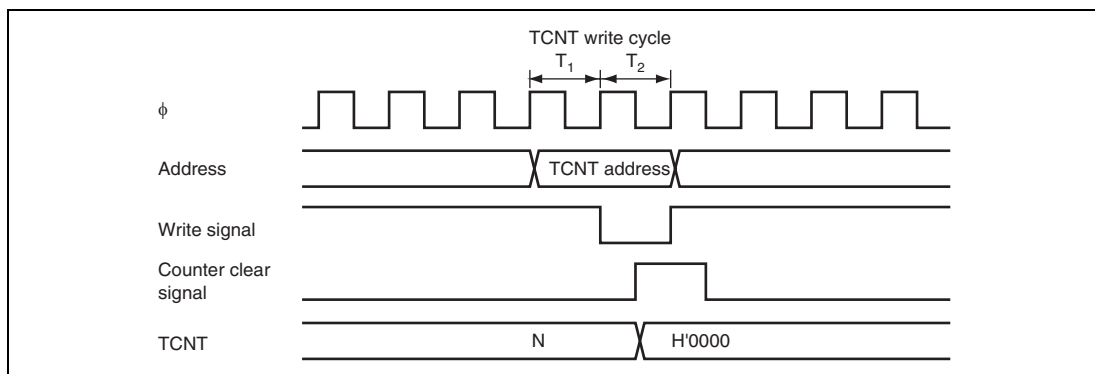 TCNT write cycle
T1 T2
ϕ
Address
TCNT address
Write signal
Counter clear
signal
TCNT
N
H'0000